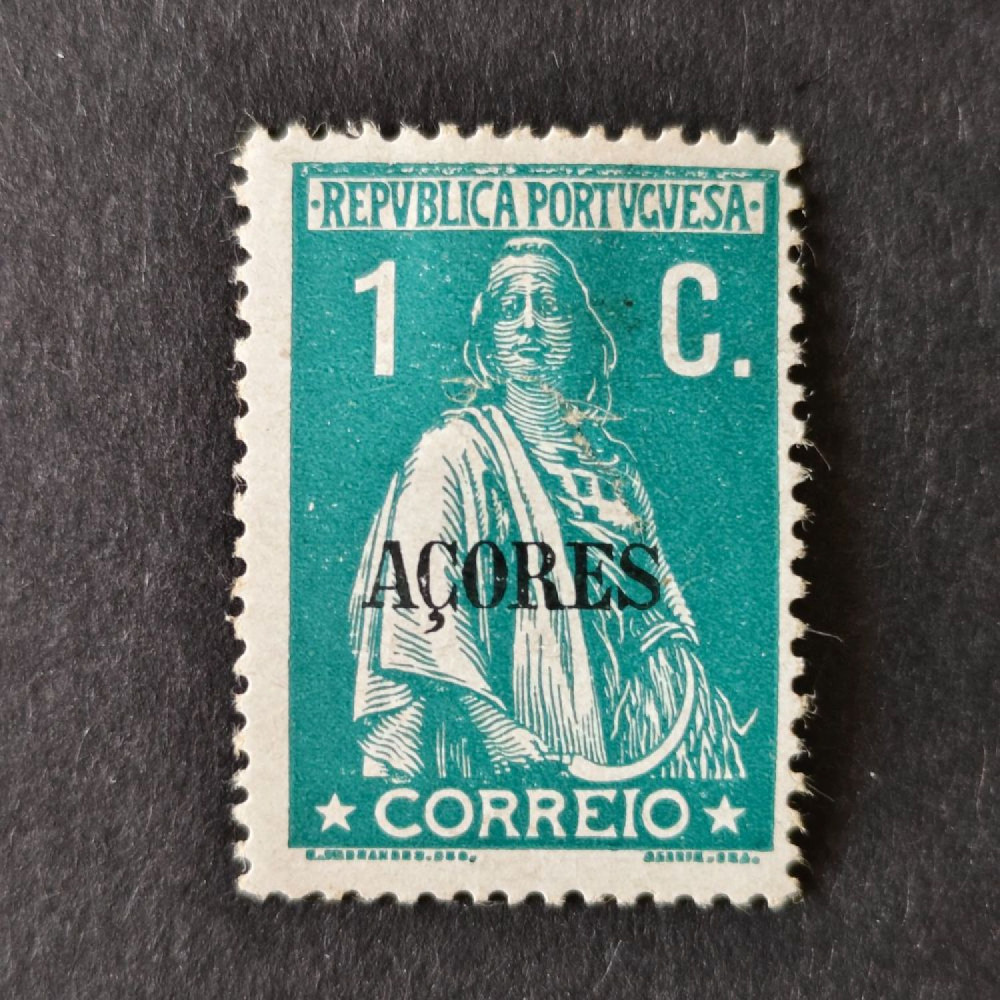 ·REPVBLICA PORTVGVESA·
1 C.
AÇORES
★ CORREIO ★